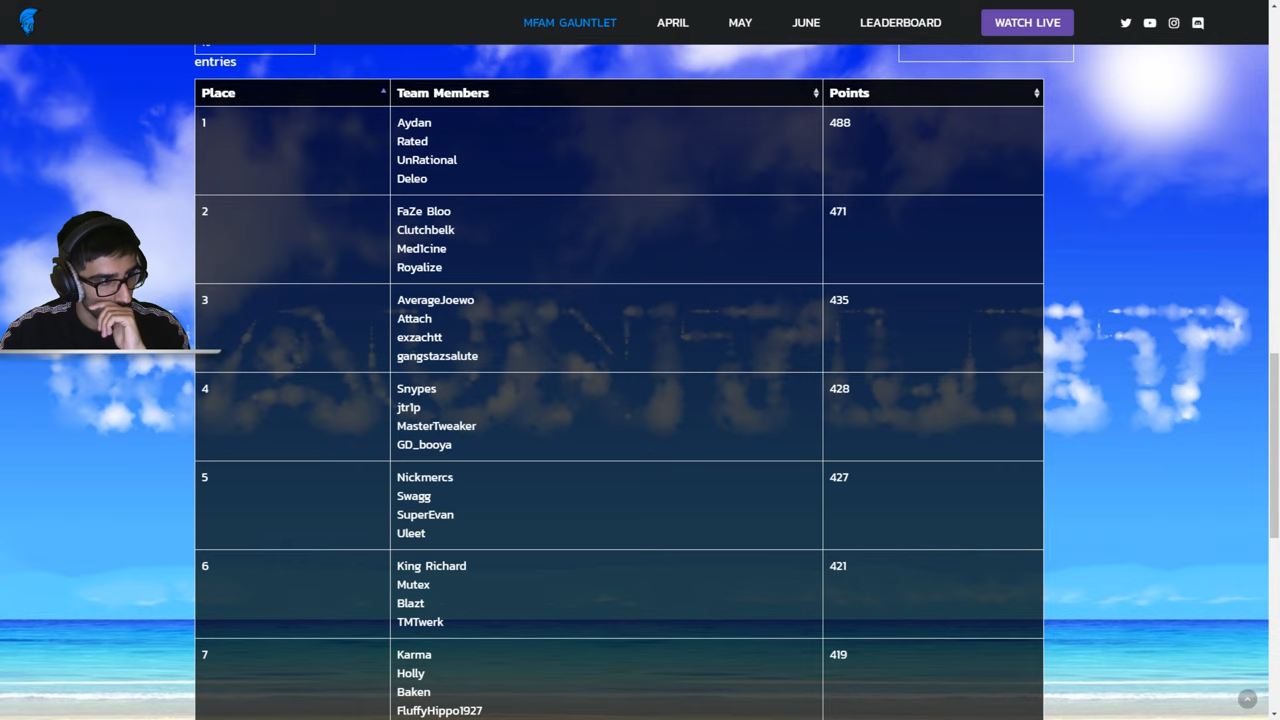 MFAM GAUNTLET APRIL MAY JUNE LEADERBOARD WATCH LIVE
entries
Place Team Members Points
1 Aydan 488
Rated
UnRational
Deleo
2 FaZe Bloo 471
Clutchbelk
Med1cine
Royalize
3 AverageJoewo 435
Attach
exzachtt
gangstazsalute
4 Snypes 428
jtr1p
MasterTweaker
GD_booya
5 Nickmercs 427
Swagg
SuperEvan
Uleet
6 King Richard 421
Mutex
Blazt
TMTwerk
7 Karma 419
Holly
Baken
FluffyHippo1927